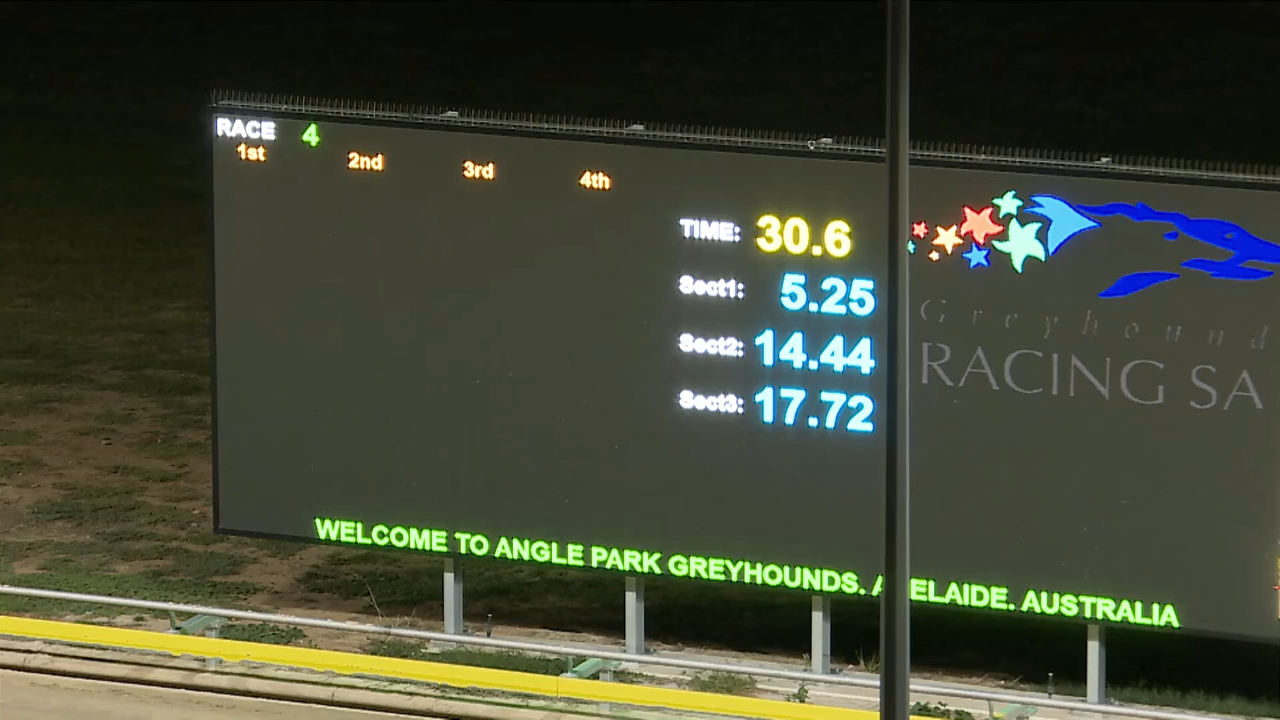 RACE 4
1st 2nd 3rd 4th
TIME: 30.6
Sect1: 5.25
Sect2: 14.44
Sect3: 17.72
Greyhound
RACING SA
WELCOME TO ANGLE PARK GREYHOUNDS. A ELAIDE. AUSTRALIA